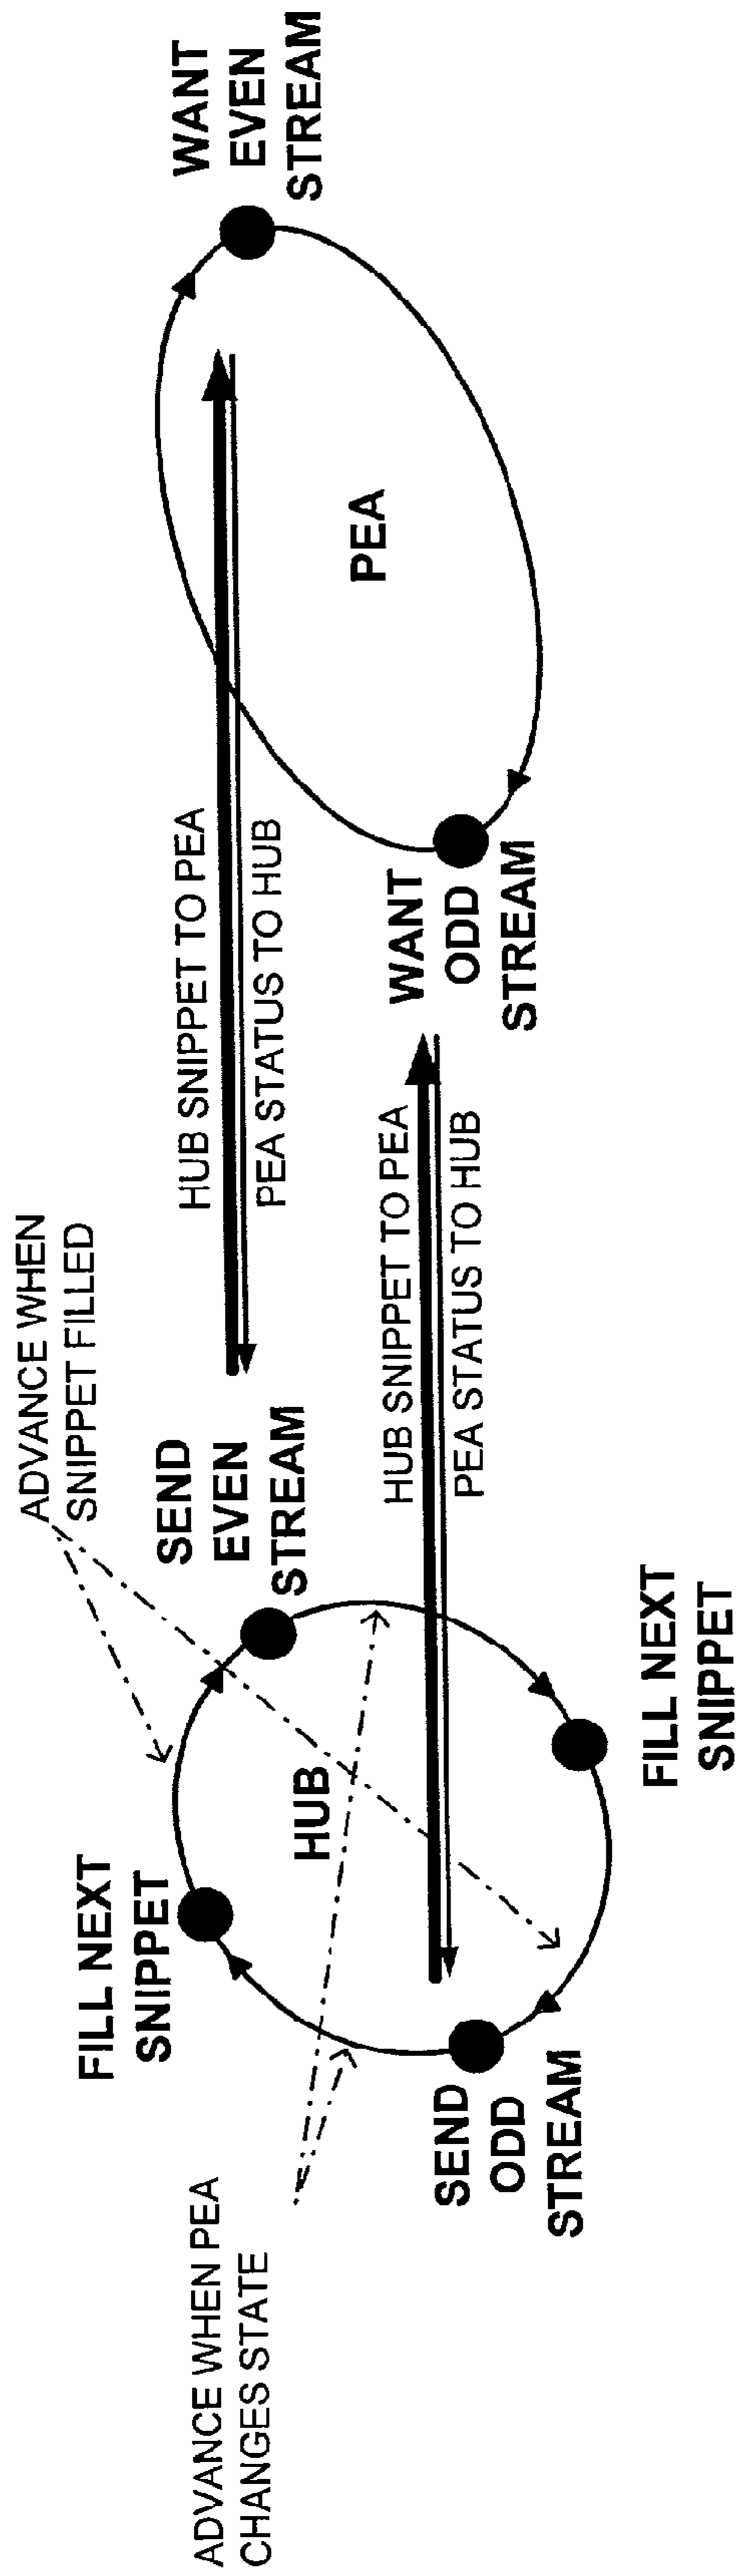 ADVANCE WHEN
SNIPPET FILLED
ADVANCE WHEN PEA
CHANGES STATE
FILL NEXT
SNIPPET
SEND
EVEN
STREAM
HUB
SEND
ODD
STREAM
FILL NEXT
SNIPPET
HUB SNIPPET TO PEA
PEA STATUS TO HUB
HUB SNIPPET TO PEA
PEA STATUS TO HUB
WANT
EVEN
STREAM
PEA
WANT
ODD
STREAM